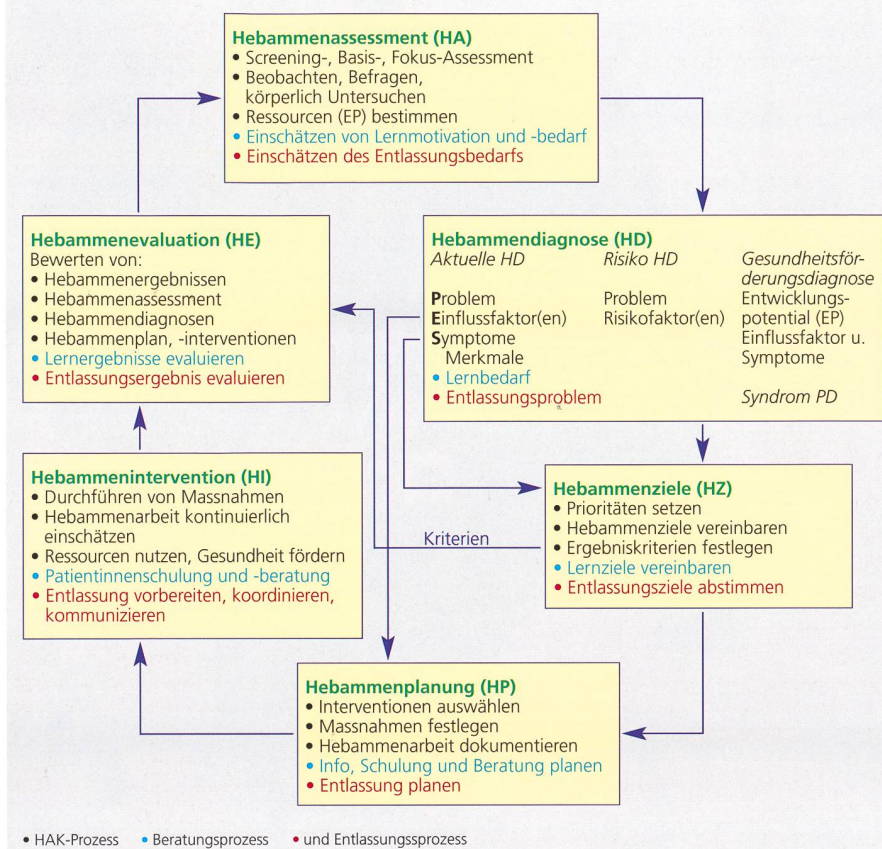 Hebammenassessment (HA)
• Screening-, Basis-, Fokus-Assessment
• Beobachten, Befragen,
körperlich Untersuchen
• Ressourcen (EP) bestimmen
• Einschätzen von Lernmotivation und -bedarf
• Einschätzen des Entlassungsbedarfs
Hebammenevaluation (HE)
Bewerten von:
• Hebammenergebnissen
• Hebammenassessment
• Hebammendiagnosen
• Hebammenplan, -interventionen
• Lernergebnisse evaluieren
• Entlassungsergebnis evaluieren
Hebammendiagnose (HD)
Aktuelle HD
Problem
Einflussfaktor(en)
Symptome
Merkmale
• Lernbedarf
• Entlassungsproblem
Risiko HD
Problem
Risikofaktor(en)
Gesundheitsför-
derungsdiagnose
Entwicklungs-
potential (EP)
Einflussfaktor u.
Symptome
Syndrom PD
Hebammenintervention (HI)
• Durchführen von Massnahmen
• Hebammenarbeit kontinuierlich
einschätzen
• Ressourcen nutzen, Gesundheit fördern
• Patientinnenschulung und -beratung
• Entlassung vorbereiten, koordinieren,
kommunizieren
Kriterien
Hebammenziele (HZ)
• Prioritäten setzen
• Hebammenziele vereinbaren
• Ergebniskriterien festlegen
• Lernziele vereinbaren
• Entlassungsziele abstimmen
Hebammenplanung (HP)
• Interventionen auswählen
• Massnahmen festlegen
• Hebammenarbeit dokumentieren
• Info, Schulung und Beratung planen
• Entlassung planen
• HAK-Prozess • Beratungsprozess • und Entlassungssprozess